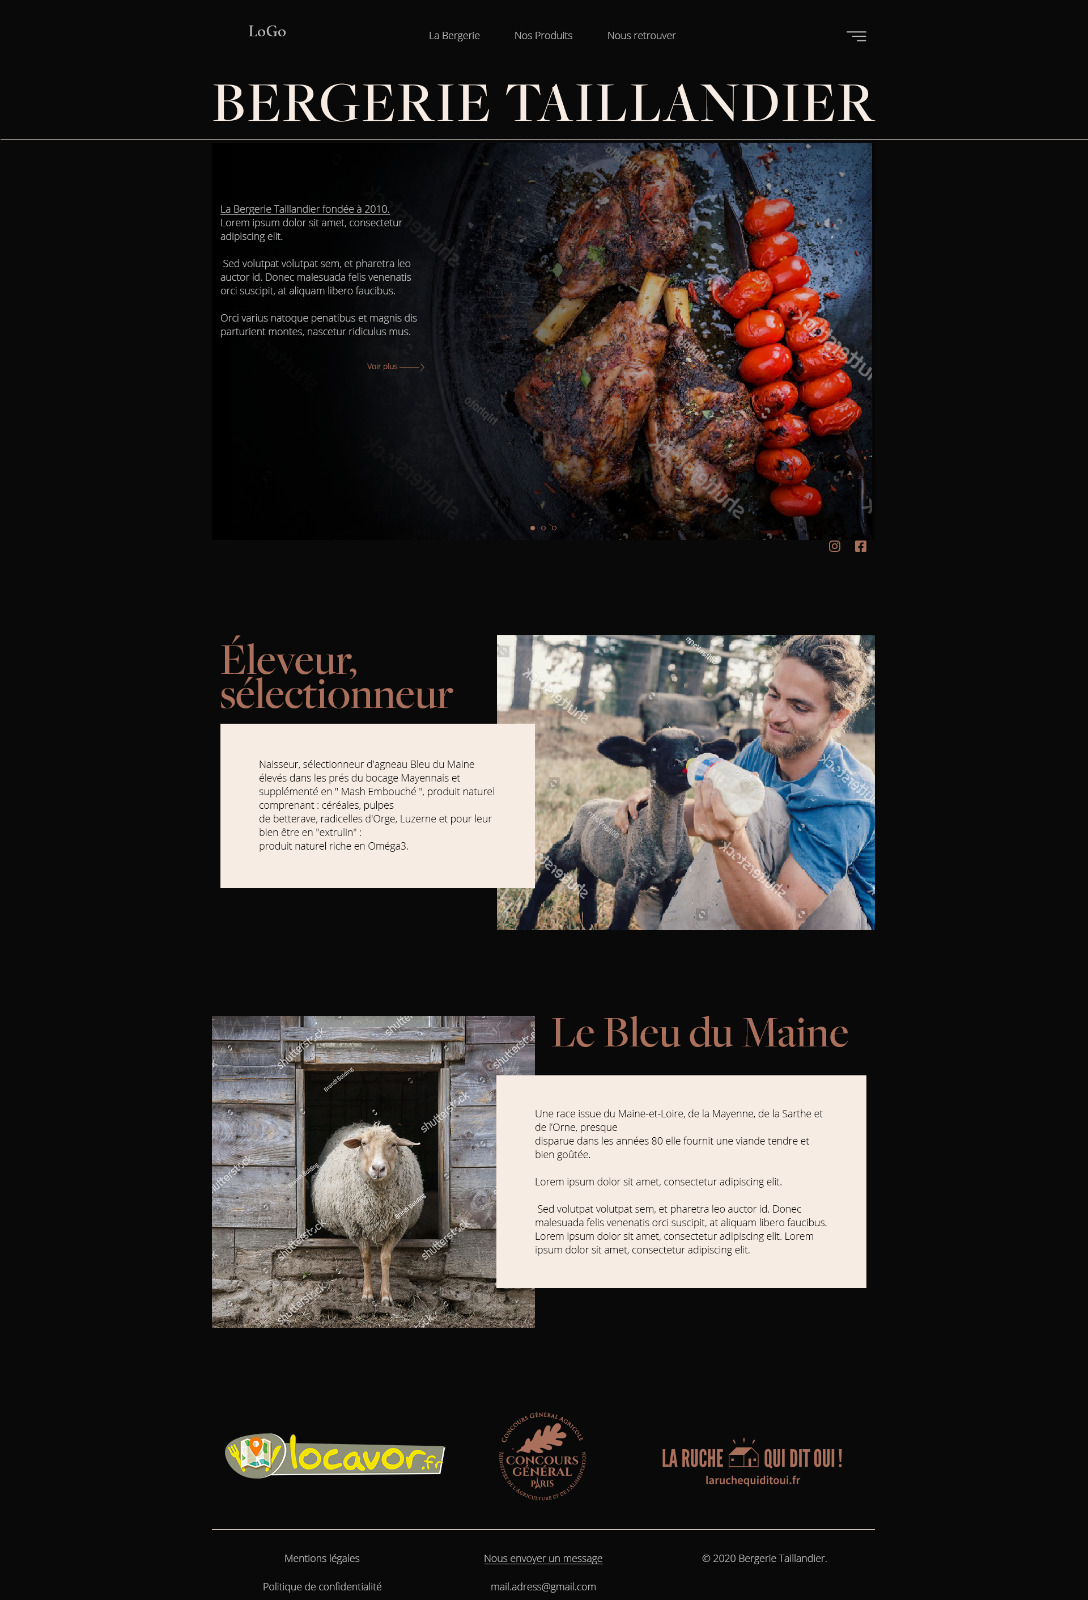 LoGo
La Bergerie
Nos Produits
Nous retrouver
BERGERIE TAILLANDIER
La Bergerie Taillandier fondée à 2010.
Lorem ipsum dolor sit amet, consectetur
adipiscing elit.
Sed volutpat volutpat sem, et pharetra leo
auctor id. Donec malesuada felis venenatis
orci suscipit, at aliquam libero faucibus.
Orci varius natoque penatibus et magnis dis
parturient montes, nascetur ridiculus mus.
Voir plus
Éleveur,
sélectionneur
Naisseur, sélectionneur d'agneau Bleu du Maine
élevés dans les prés du bocage Mayennais et
supplémenté en " Mash Embouché ", produit naturel
comprenant : céréales, pulpes
de betterave, radicelles d'Orge, Luzerne et pour leur
bien être en "extrulin" :
produit naturel riche en Oméga3.
Le Bleu du Maine
Une race issue du Maine-et-Loire, de la Mayenne, de la Sarthe et
de l'Orne, presque
disparue dans les années 80 elle fournit une viande tendre et
bien goûtée.
Lorem ipsum dolor sit amet, consectetur adipiscing elit.
Sed volutpat volutpat sem, et pharetra leo auctor id. Donec
malesuada felis venenatis orci suscipit, at aliquam libero faucibus.
Lorem ipsum dolor sit amet, consectetur adipiscing elit. Lorem
ipsum dolor sit amet, consectetur adipiscing elit.
shutterstock
locavor.fr
CONCOURS GÉNÉRAL AGRICOLE
CONCOURS
GÉNÉRAL
PARIS
MINISTÈRE DE L'AGRICULTURE ET DE L'ALIMENTATION
LA RUCHE QUI DIT OUI !
laruchequiditoui.fr
Mentions légales
Nous envoyer un message
© 2020 Bergerie Taillandier.
Politique de confidentialité
mail.adress@gmail.com